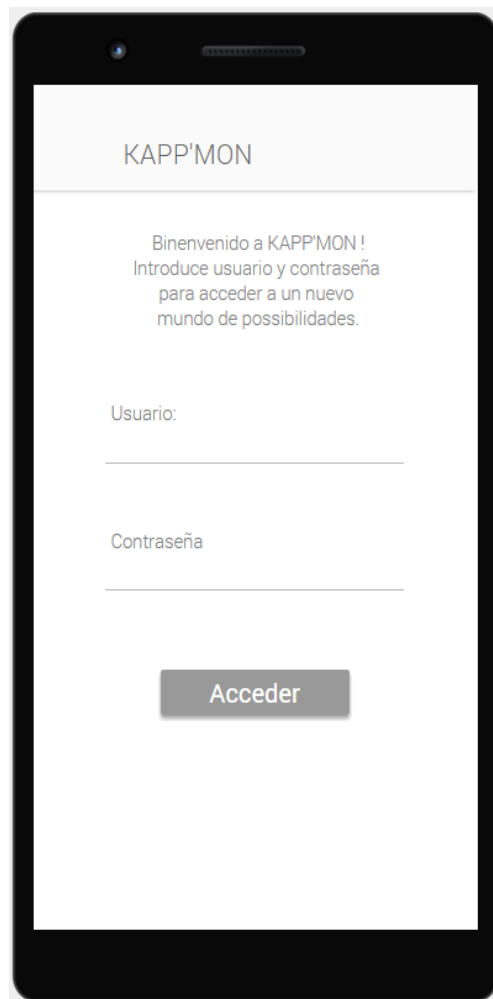 KAPP'MON
Binenvenido a KAPP'MON !
Introduce usuario y contraseña
para acceder a un nuevo
mundo de possibilidades.
Usuario:
Contraseña
Acceder